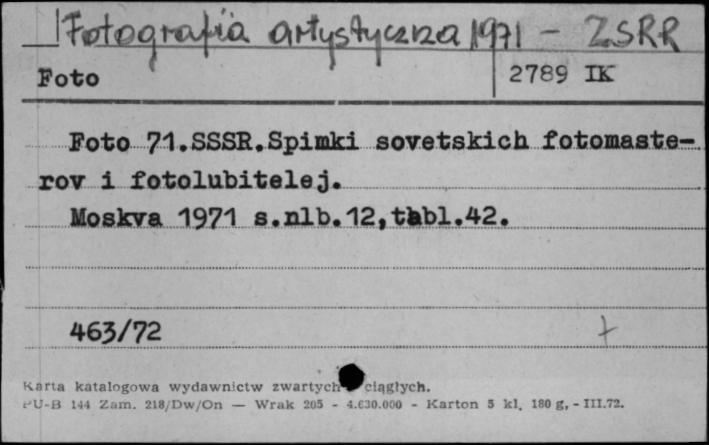 Fotografia artystyczna 1971 - ZSRR
Foto
2789 IK
Foto 71.SSSR.Spimki sovetskich fotomaste-
rov i fotolubitelej.
Moskva 1971 s.nlb.12,tabl.42.
463/72
Karta katalogowa wydawnictw zwartych ciągłych.
PU-B 144 Zam. 218/Dw/On — Wrak 205 - 4.630.000 - Karton 5 kl, 180 g, - III.72.